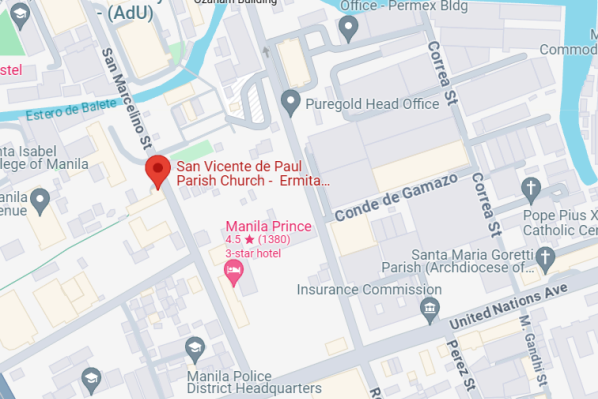 (AdU)
Ozanam Building
Office - Permex Bldg
Correa St
Commod
stel
San Marcelino St
Estero de Balete
Puregold Head Office
nta Isabel
lege of Manila
anila
enue
San Vicente de Paul
Parish Church - Ermita...
Conde de Gamazo
Correa St
Pope Pius X
Catholic Cen
Manila Prince
4.5 ★ (1380)
3-star hotel
Santa Maria Goretti
Parish (Archdiocese of...
Insurance Commission
United Nations Ave
Perez St
M. Gandhi St
Manila Police
District Headquarters